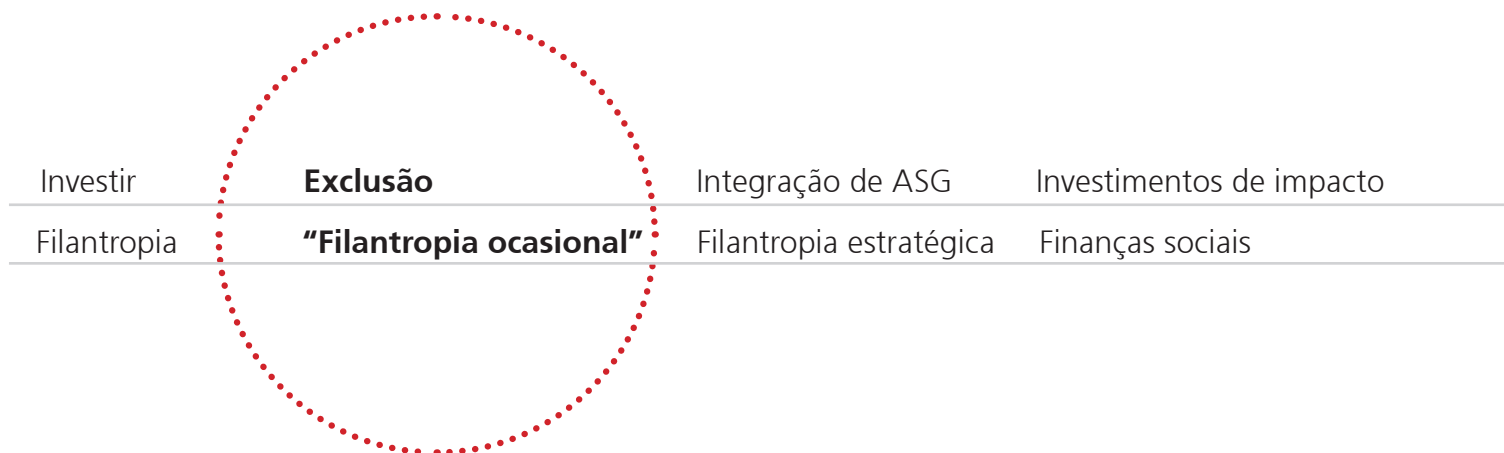 Investir Exclusão Integração de ASG Investimentos de impacto
Filantropia “Filantropia ocasional” Filantropia estratégica Finanças sociais